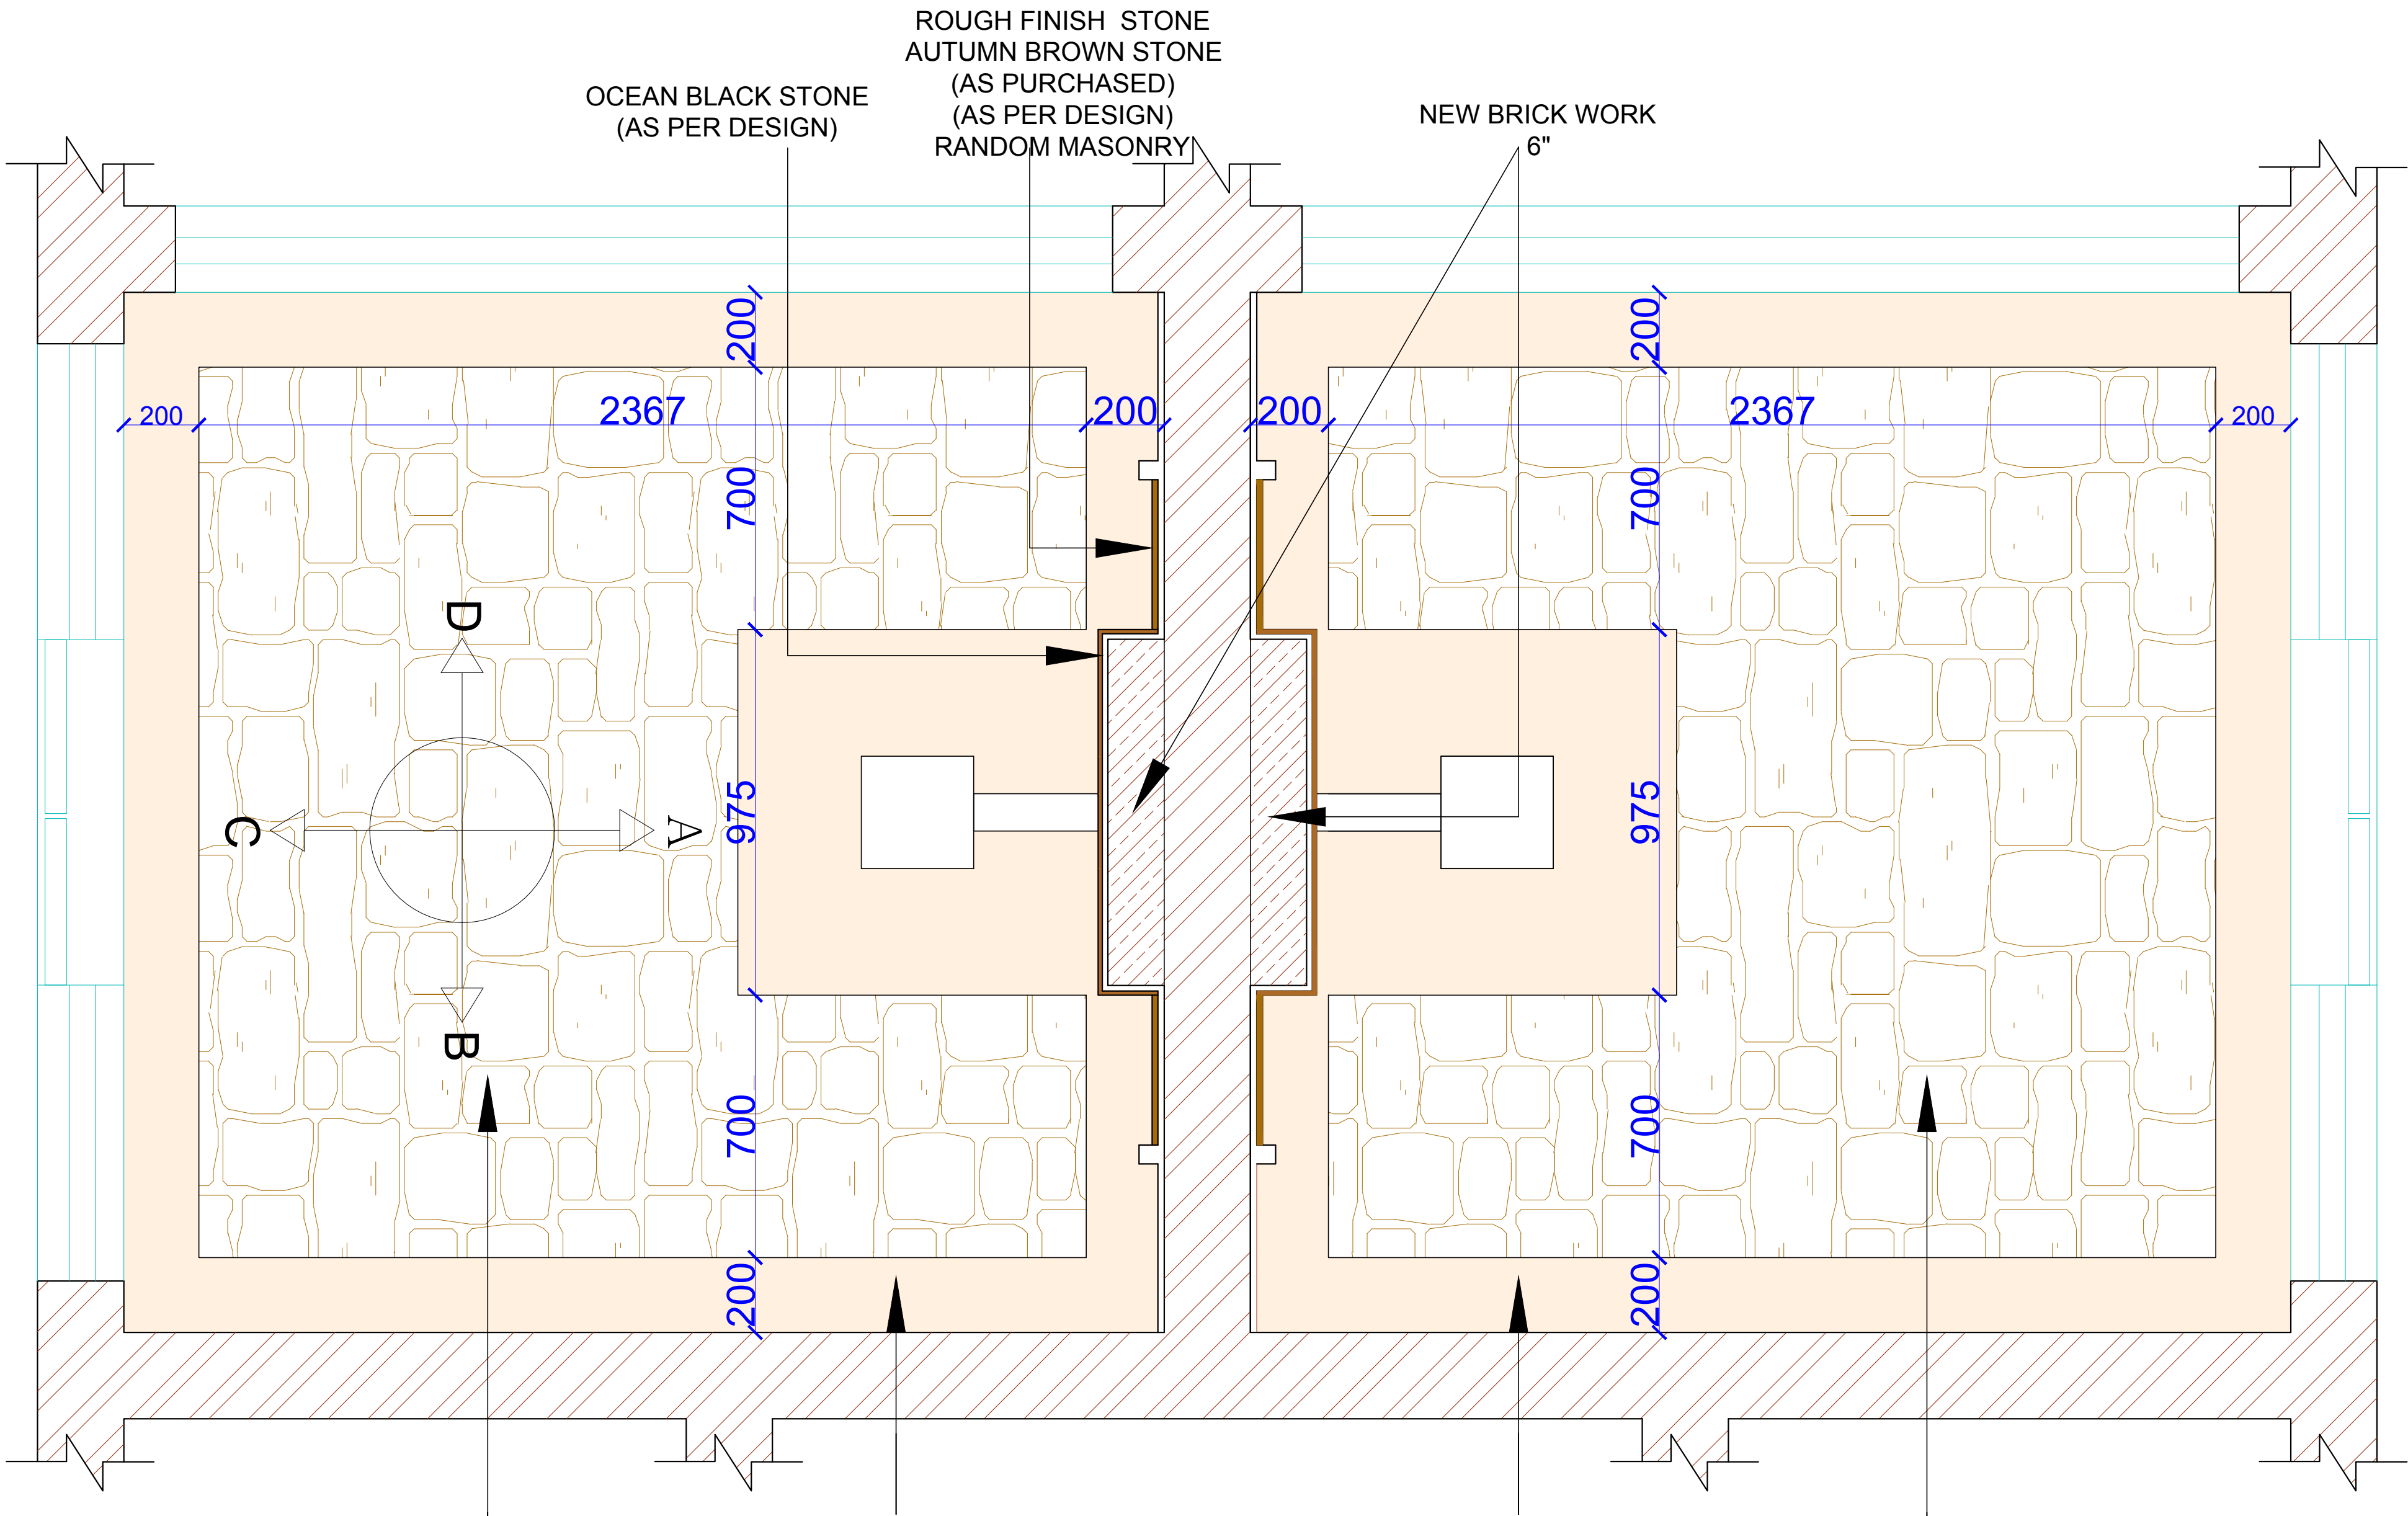 ROUGH FINISH STONE
AUTUMN BROWN STONE
(AS PURCHASED)
(AS PER DESIGN)
RANDOM MASONRY
OCEAN BLACK STONE
(AS PER DESIGN)
NEW BRICK WORK
6"
200
200
200
2367
200
200
2367
200
700
700
D
C
A
975
975
B
700
700
200
200